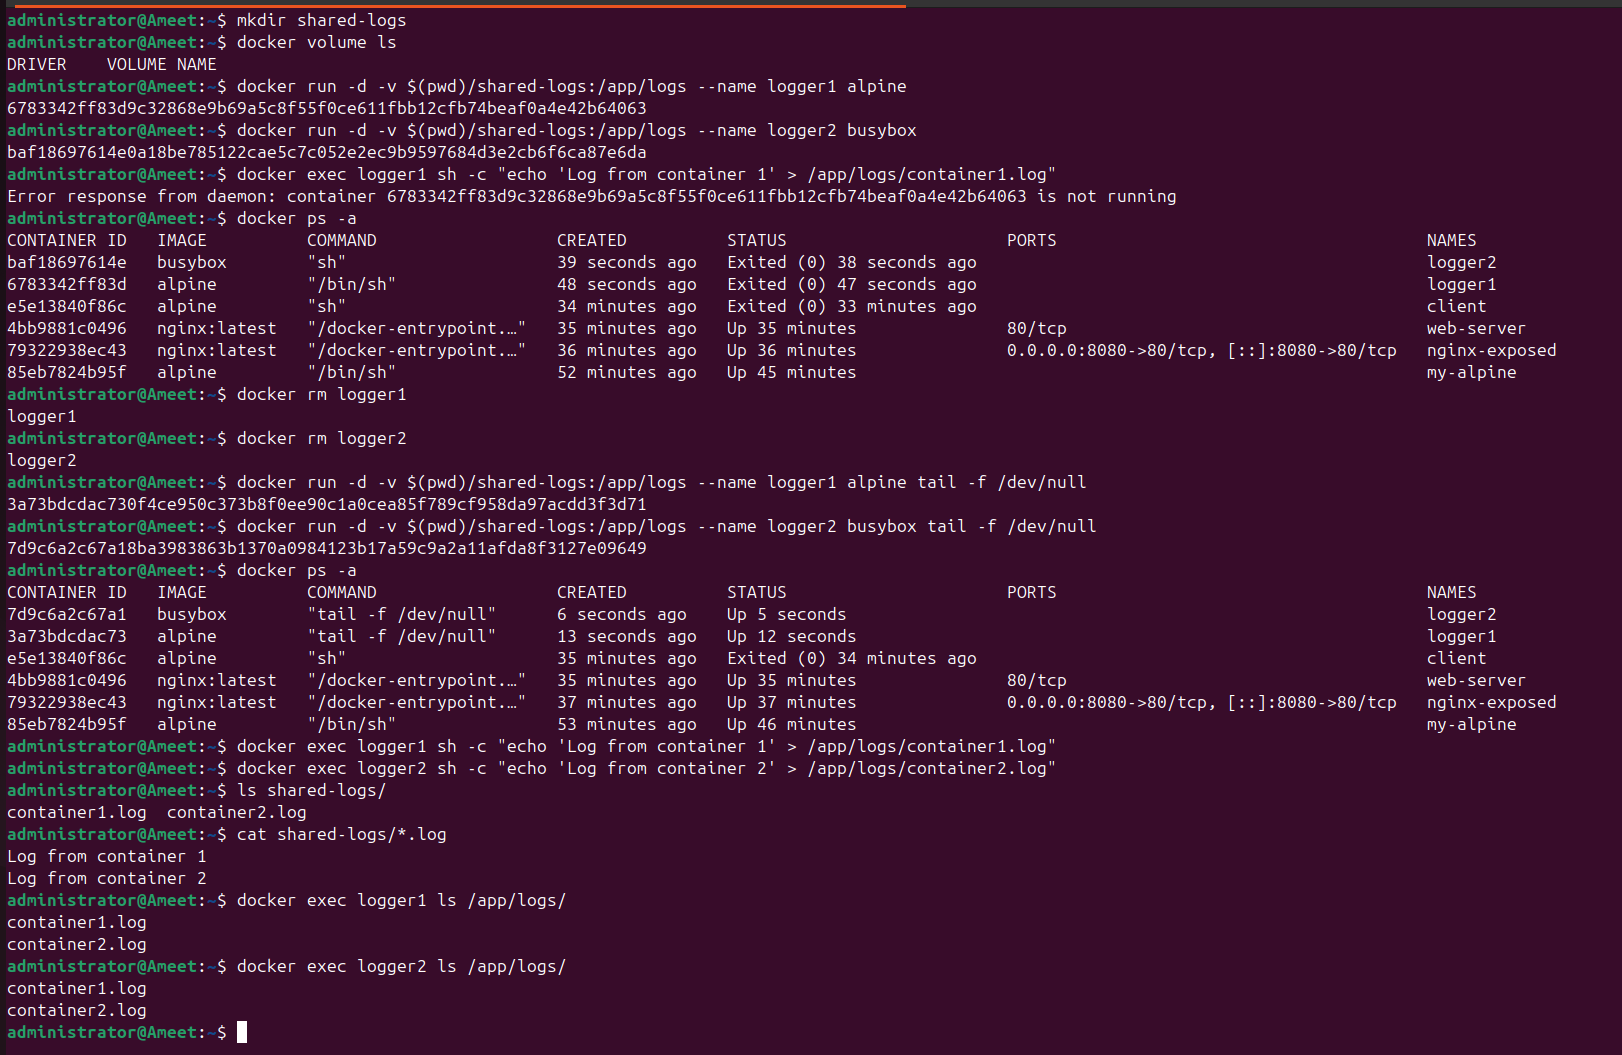 administrator@Ameet:~$ mkdir shared-logs
administrator@Ameet:~$ docker volume ls
DRIVER    VOLUME NAME
administrator@Ameet:~$ docker run -d -v $(pwd)/shared-logs:/app/logs --name logger1 alpine
6783342ff83d9c32868e9b69a5c8f55f0ce611fbb12cfb74beaf0a4e42b64063
administrator@Ameet:~$ docker run -d -v $(pwd)/shared-logs:/app/logs --name logger2 busybox
baf18697614e0a18be785122cae5c7c052e2ec9b9597684d3e2cb6f6ca87e6da
administrator@Ameet:~$ docker exec logger1 sh -c "echo 'Log from container 1' > /app/logs/container1.log"
Error response from daemon: container 6783342ff83d9c32868e9b69a5c8f55f0ce611fbb12cfb74beaf0a4e42b64063 is not running
administrator@Ameet:~$ docker ps -a
CONTAINER ID   IMAGE          COMMAND                  CREATED          STATUS                      PORTS                                     NAMES
baf18697614e   busybox        "sh"                     39 seconds ago   Exited (0) 38 seconds ago                                             logger2
6783342ff83d   alpine         "/bin/sh"                48 seconds ago   Exited (0) 47 seconds ago                                             logger1
e5e13840f86c   alpine         "sh"                     34 minutes ago   Exited (0) 33 minutes ago                                             client
4bb9881c0496   nginx:latest   "/docker-entrypoint.…"   35 minutes ago   Up 35 minutes               80/tcp                                    web-server
79322938ec43   nginx:latest   "/docker-entrypoint.…"   36 minutes ago   Up 36 minutes               0.0.0.0:8080->80/tcp, [::]:8080->80/tcp   nginx-exposed
85eb7824b95f   alpine         "/bin/sh"                52 minutes ago   Up 45 minutes                                                         my-alpine
administrator@Ameet:~$ docker rm logger1
logger1
administrator@Ameet:~$ docker rm logger2
logger2
administrator@Ameet:~$ docker run -d -v $(pwd)/shared-logs:/app/logs --name logger1 alpine tail -f /dev/null
3a73bdcdac730f4ce950c373b8f0ee90c1a0cea85f789cf958da97acdd3f3d71
administrator@Ameet:~$ docker run -d -v $(pwd)/shared-logs:/app/logs --name logger2 busybox tail -f /dev/null
7d9c6a2c67a18ba3983863b1370a0984123b17a59c9a2a11afda8f3127e09649
administrator@Ameet:~$ docker ps -a
CONTAINER ID   IMAGE          COMMAND                  CREATED          STATUS                      PORTS                                     NAMES
7d9c6a2c67a1   busybox        "tail -f /dev/null"      6 seconds ago    Up 5 seconds                                                          logger2
3a73bdcdac73   alpine         "tail -f /dev/null"      13 seconds ago   Up 12 seconds                                                         logger1
e5e13840f86c   alpine         "sh"                     35 minutes ago   Exited (0) 34 minutes ago                                             client
4bb9881c0496   nginx:latest   "/docker-entrypoint.…"   35 minutes ago   Up 35 minutes               80/tcp                                    web-server
79322938ec43   nginx:latest   "/docker-entrypoint.…"   37 minutes ago   Up 37 minutes               0.0.0.0:8080->80/tcp, [::]:8080->80/tcp   nginx-exposed
85eb7824b95f   alpine         "/bin/sh"                53 minutes ago   Up 46 minutes                                                         my-alpine
administrator@Ameet:~$ docker exec logger1 sh -c "echo 'Log from container 1' > /app/logs/container1.log"
administrator@Ameet:~$ docker exec logger2 sh -c "echo 'Log from container 2' > /app/logs/container2.log"
administrator@Ameet:~$ ls shared-logs/
container1.log  container2.log
administrator@Ameet:~$ cat shared-logs/*.log
Log from container 1
Log from container 2
administrator@Ameet:~$ docker exec logger1 ls /app/logs/
container1.log
container2.log
administrator@Ameet:~$ docker exec logger2 ls /app/logs/
container1.log
container2.log
administrator@Ameet:~$